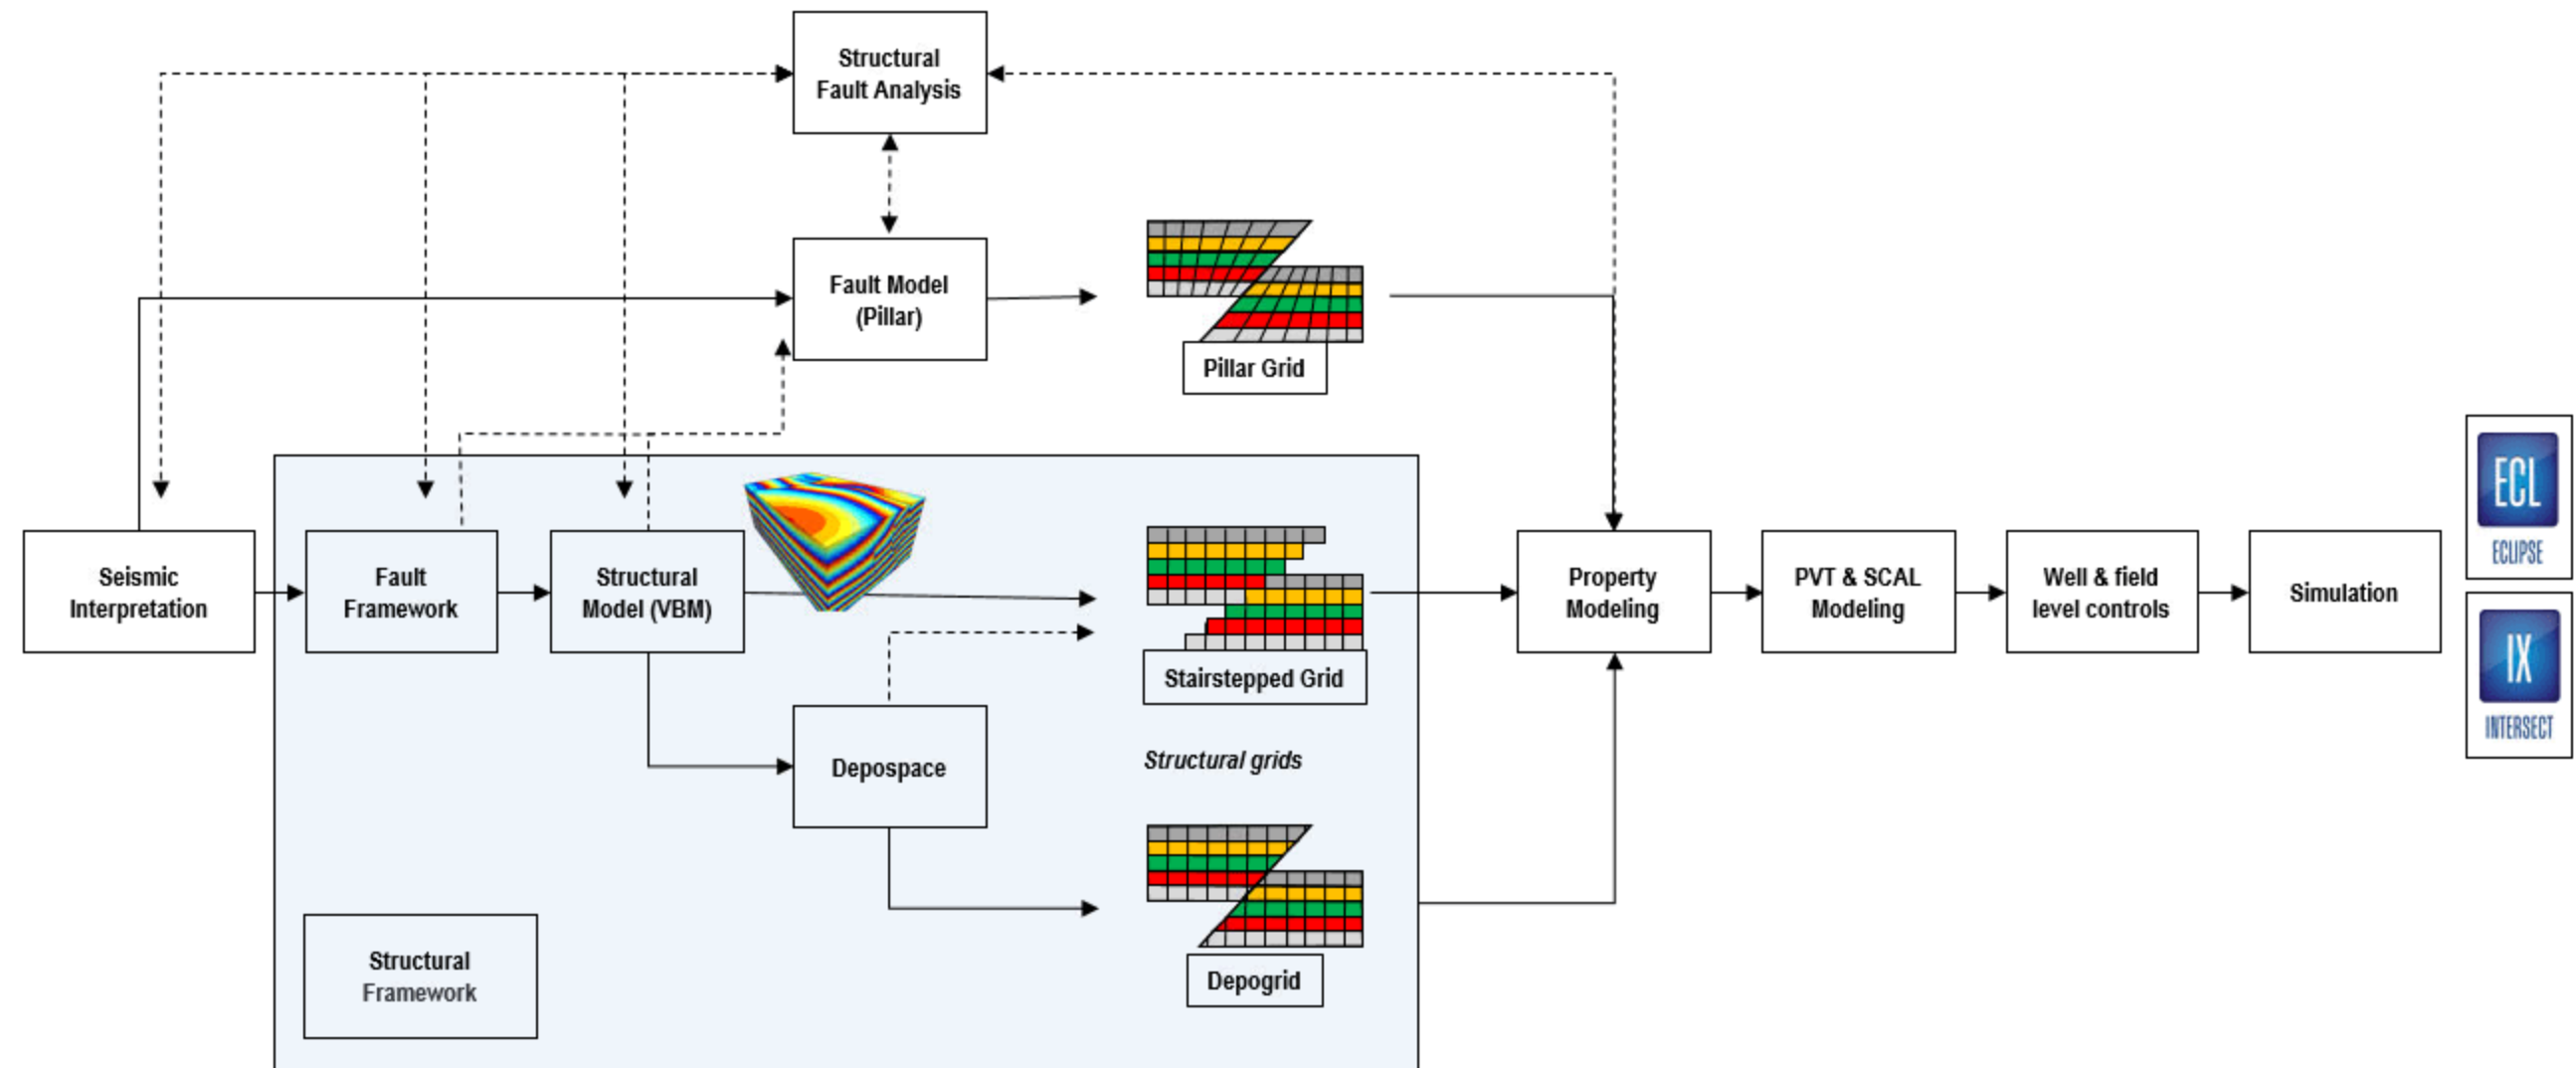 Structural
Fault Analysis
Fault Model
(Pillar)
Pillar Grid
Seismic
Interpretation
Fault
Framework
Structural
Model (VBM)
Stairstepped Grid
Depospace
Structural grids
Depogrid
Structural
Framework
Property
Modeling
PVT & SCAL
Modeling
Well & field
level controls
Simulation
ECL
ECLIPSE
IX
INTERSECT